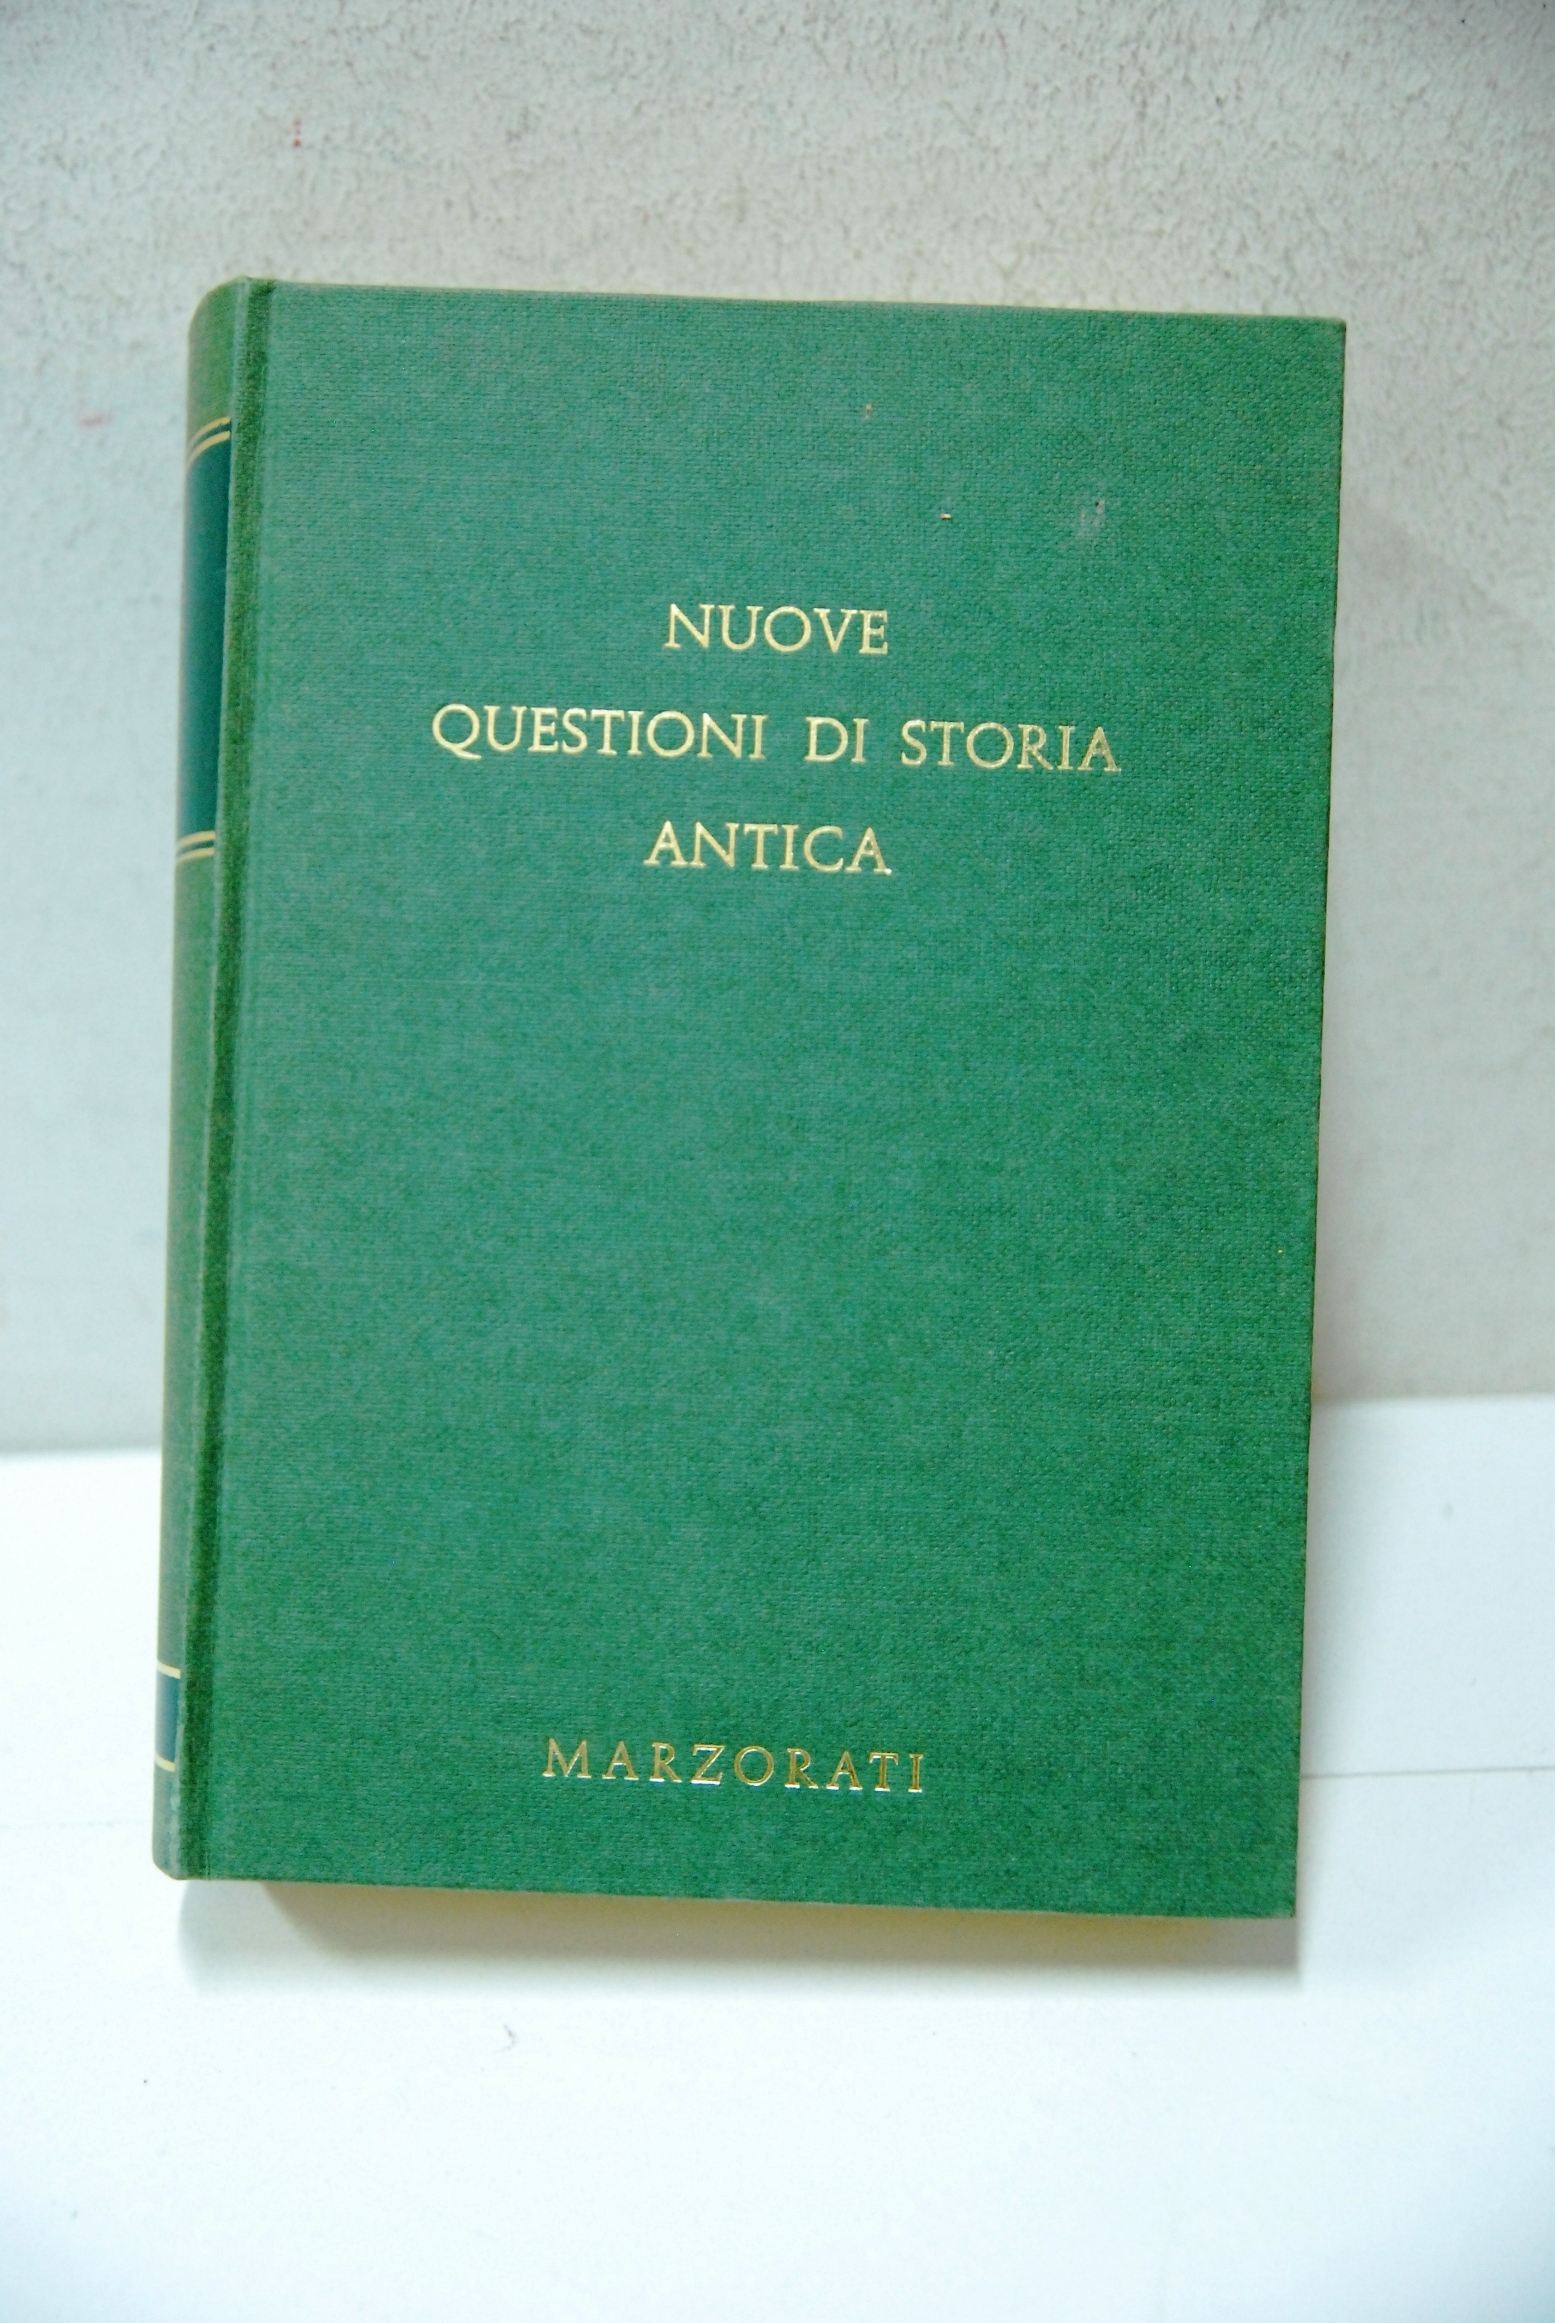 NUOVE
QUESTIONI DI STORIA
ANTICA
MARZORATI